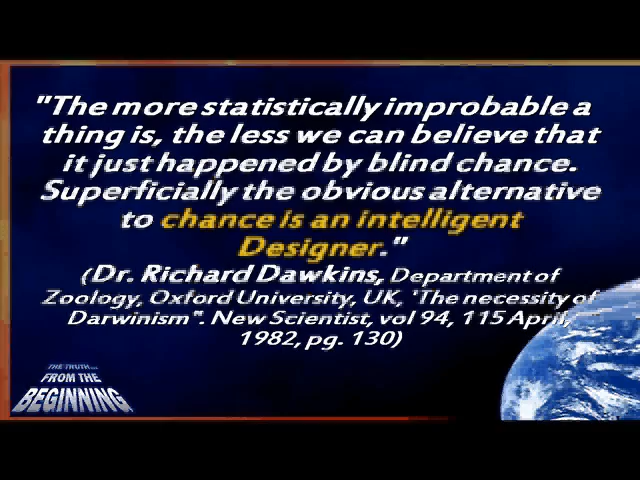 "The more statistically improbable a
thing is, the less we can believe that
it just happened by blind chance.
Superficially the obvious alternative
to chance is an intelligent
Designer."
(Dr. Richard Dawkins, Department of
Zoology, Oxford University, UK, 'The necessity of
Darwinism". New Scientist, vol 94, 115 April,
1982, pg. 130)
THE TRUTH...
FROM THE
BEGINNING